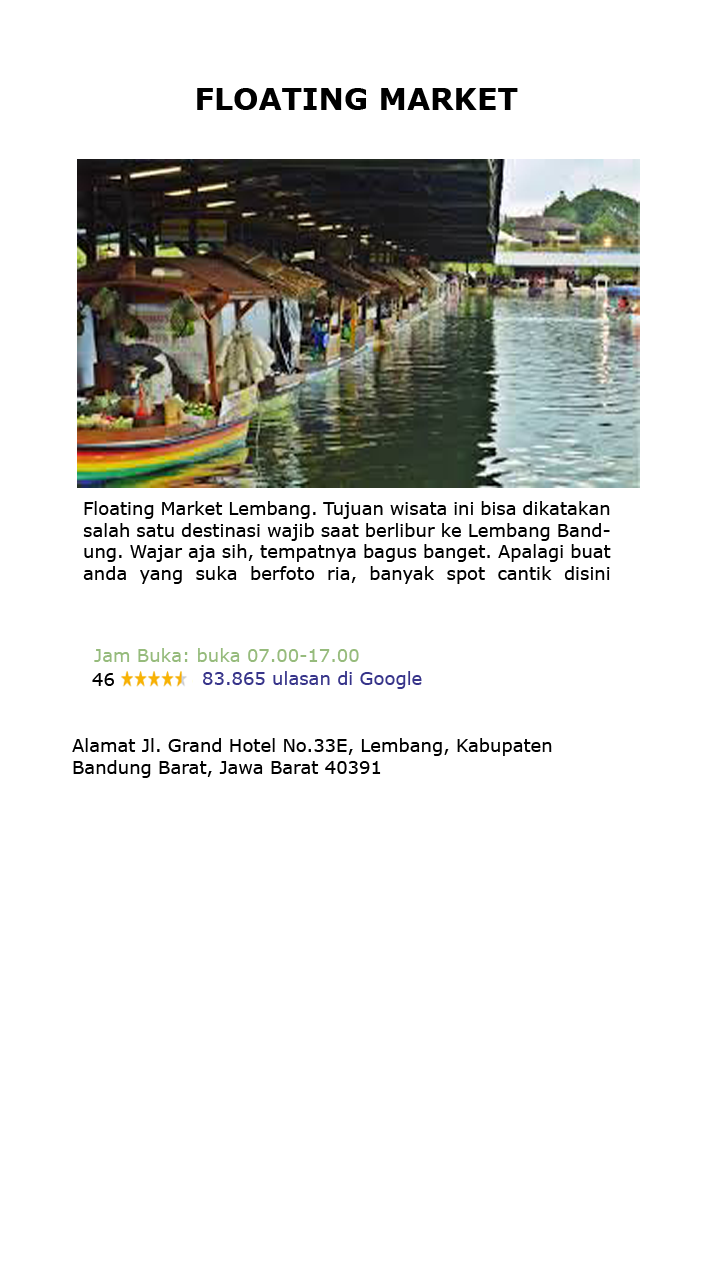 FLOATING MARKET
Floating Market Lembang. Tujuan wisata ini bisa dikatakan
salah satu destinasi wajib saat berlibur ke Lembang Band-
ung. Wajar aja sih, tempatnya bagus banget. Apalagi buat
anda yang suka berfoto ria, banyak spot cantik disini
Jam Buka: buka 07.00-17.00
46 83.865 ulasan di Google
Alamat Jl. Grand Hotel No.33E, Lembang, Kabupaten
Bandung Barat, Jawa Barat 40391